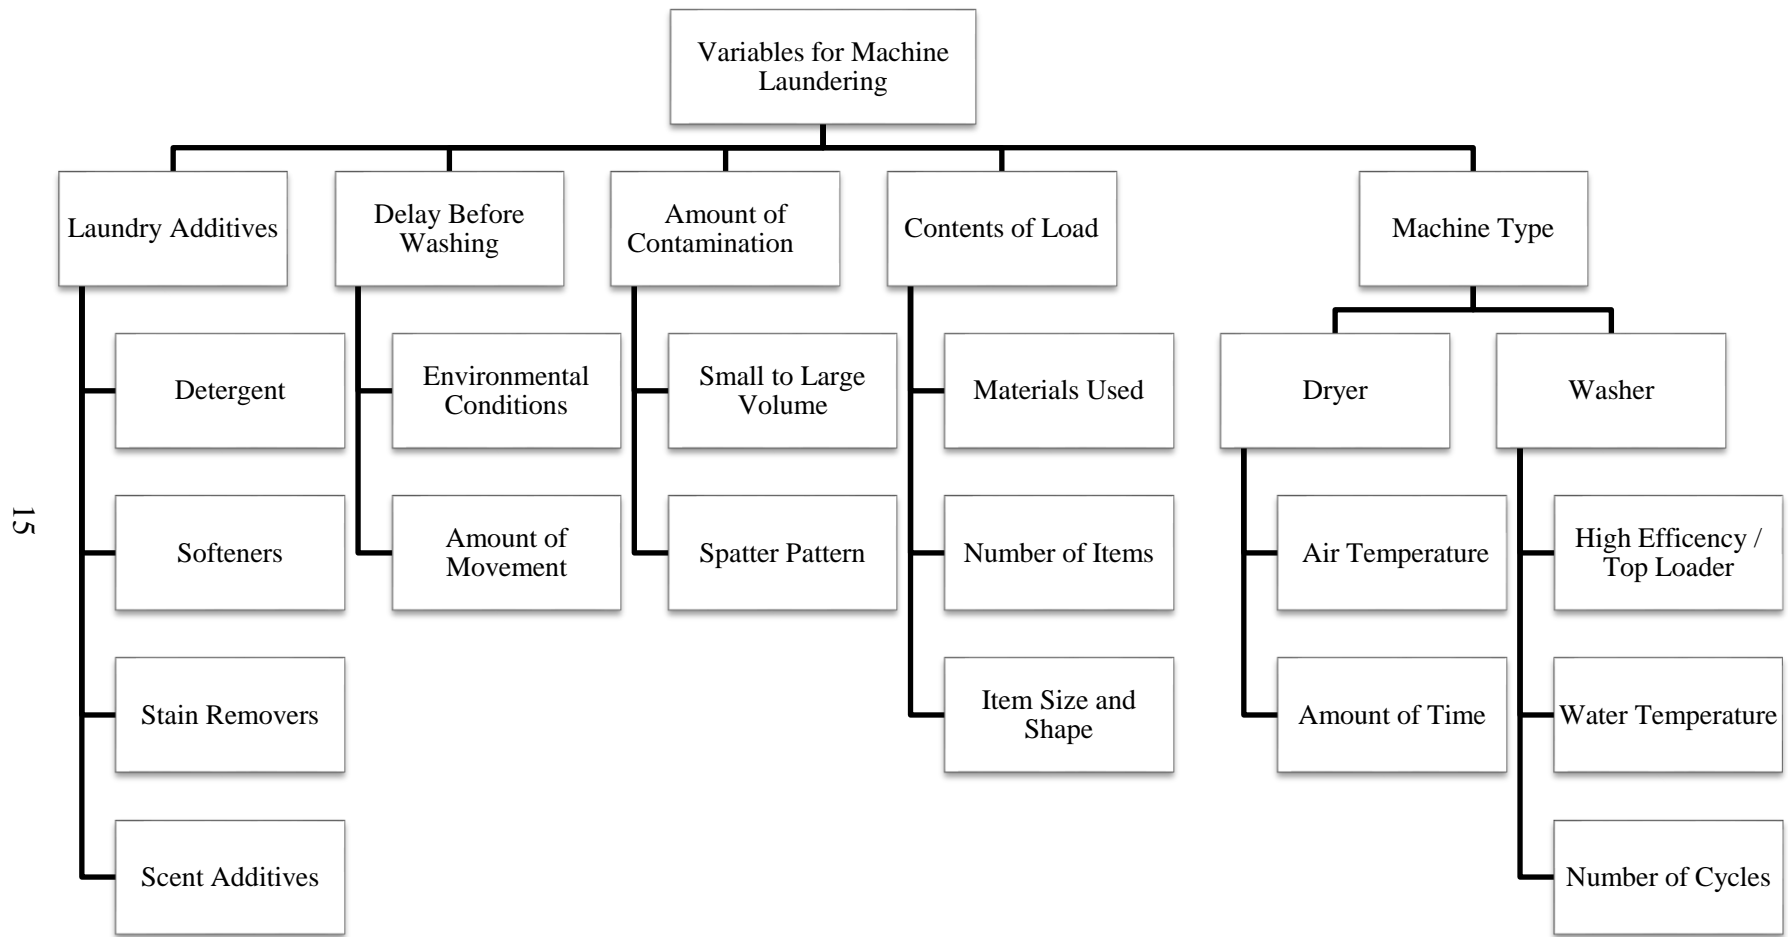 Variables for Machine
Laundering
Laundry Additives
Delay Before
Washing
Amount of
Contamination
Contents of Load
Machine Type
Detergent
Environmental
Conditions
Small to Large
Volume
Materials Used
Dryer
Washer
Softeners
Amount of
Movement
Spatter Pattern
Number of Items
Air Temperature
High Efficency /
Top Loader
Stain Removers
Item Size and
Shape
Amount of Time
Water Temperature
Scent Additives
Number of Cycles
15